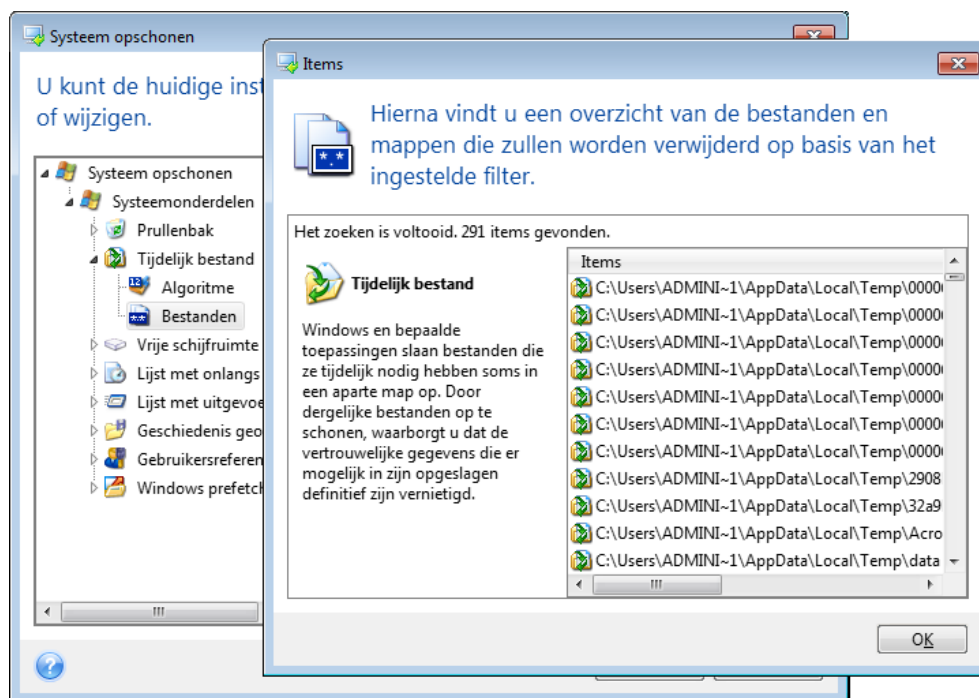 Systeem opschonen
U kunt de huidige inst
of wijzigen.
Systeem opschonen
Systeemonderdelen
Prullenbak
Tijdelijk bestand
Algoritme
Bestanden
Vrije schijfruimte
Lijst met onlangs
Lijst met uitgevoe
Geschiedenis geo
Gebruikersreferen
Windows prefetch
Items
Hierna vindt u een overzicht van de bestanden en
mappen die zullen worden verwijderd op basis van het
ingestelde filter.
Het zoeken is voltooid. 291 items gevonden.
Tijdelijk bestand
Windows en bepaalde
toepassingen slaan bestanden die
ze tijdelijk nodig hebben soms in
een aparte map op. Door
dergelijke bestanden op te
schonen, waarborgt u dat de
vertrouwelijke gegevens die er
mogelijk in zijn opgeslagen
definitief zijn vernietigd.
Items
C:\Users\ADMINI~1\AppData\Local\Temp\0000
C:\Users\ADMINI~1\AppData\Local\Temp\0000
C:\Users\ADMINI~1\AppData\Local\Temp\0000
C:\Users\ADMINI~1\AppData\Local\Temp\0000
C:\Users\ADMINI~1\AppData\Local\Temp\0000
C:\Users\ADMINI~1\AppData\Local\Temp\0000
C:\Users\ADMINI~1\AppData\Local\Temp\0000
C:\Users\ADMINI~1\AppData\Local\Temp\2908
C:\Users\ADMINI~1\AppData\Local\Temp\32a9
C:\Users\ADMINI~1\AppData\Local\Temp\Acro
C:\Users\ADMINI~1\AppData\Local\Temp\data
OK